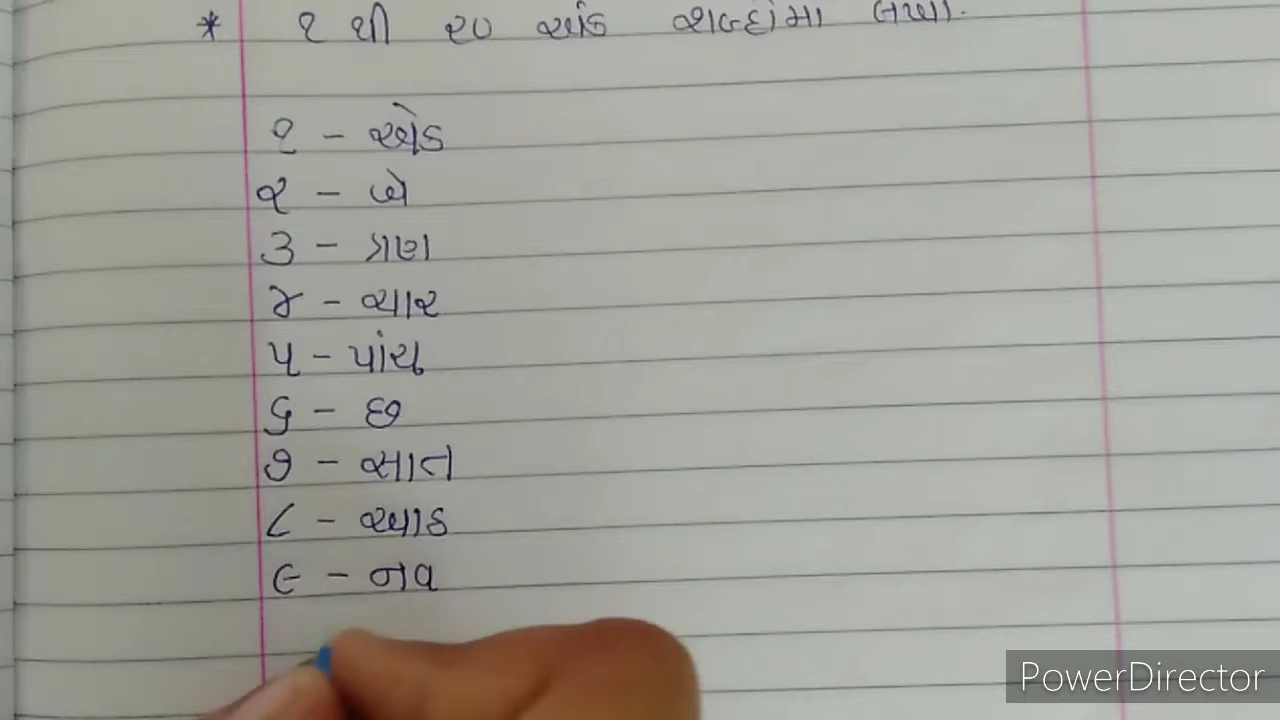 * ૧ થી ૨૦ અંક શબ્દોમા લખો.
૧ - એક
૨ - બે
૩ - ત્રણ
૪ - ચાર
૫ - પાંચ
૬ - છ
૭ - સાત
૮ - આઠ
૯ - નવ
PowerDirector